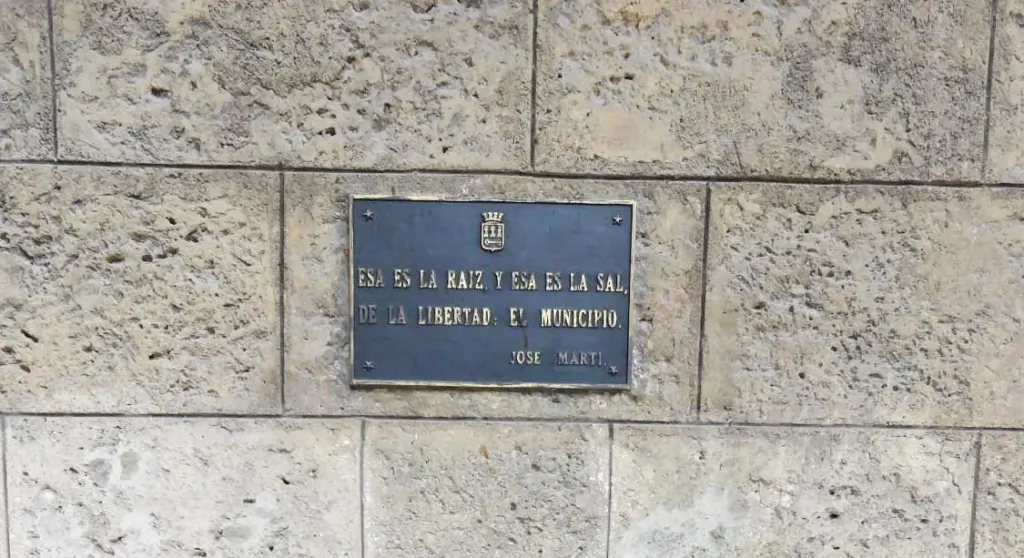 ESA ES LA RAIZ, Y ESA ES LA SAL,
DE LA LIBERTAD: EL MUNICIPIO.
JOSE MARTI.